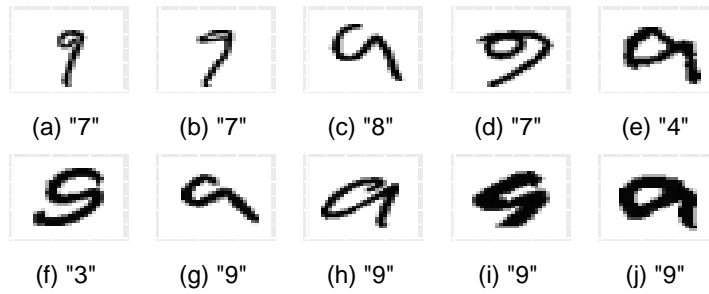 (a) "7" (b) "7" (c) "8" (d) "7" (e) "4"
(f) "3" (g) "9" (h) "9" (i) "9" (j) "9"